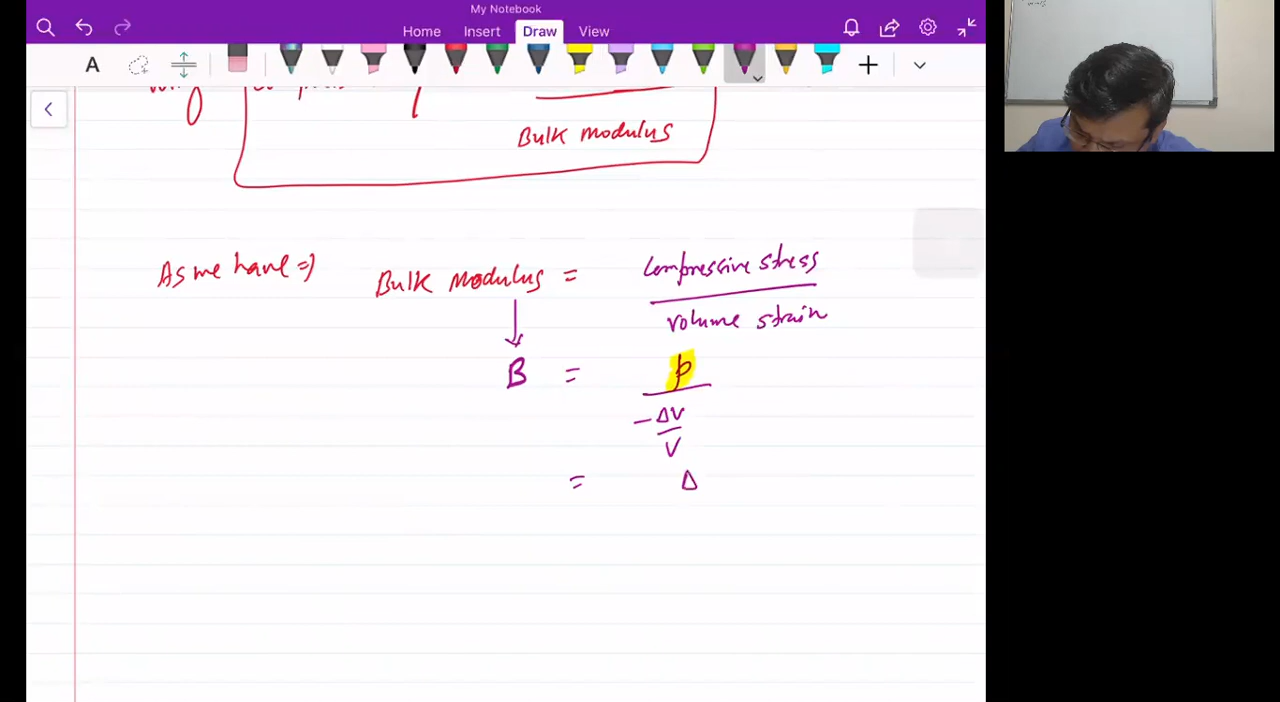 My Notebook
Home Insert Draw View
A
Bulk modulus
As we have ⇒ Bulk modulus = Compressive stress
volume strain
B = p
-ΔV
V
= Δ